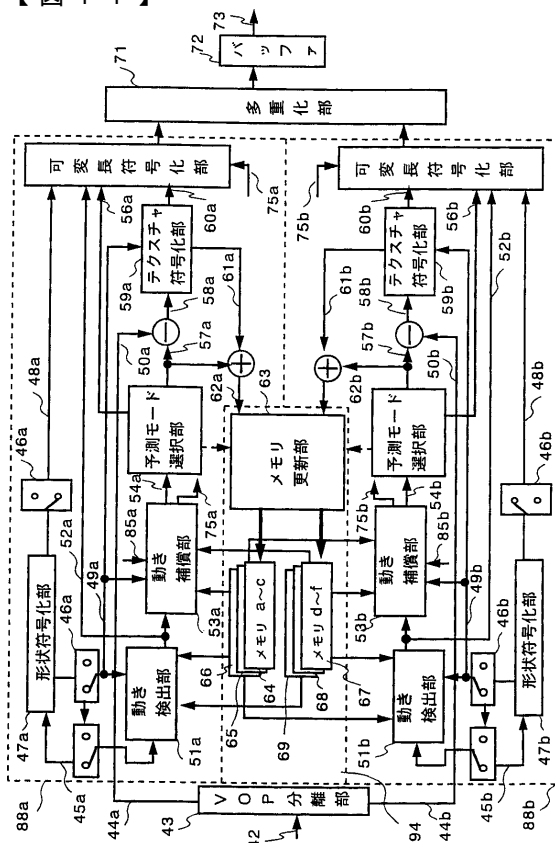 【図11】
73
72
バッファ
71
多重化部
可変長符号化部
可変長符号化部
48a
56a
60a
75a
75b
60b
56b
52b
48b
テクスチャ
符号化部
59a
61a
58a
50a
57a
62a
63
61b
58b
テクスチャ
符号化部
59b
57b
62b
50b
46a
52a
49a
予測モード
選択部
54a
75a
85a
メモリ
更新部
予測モード
選択部
54b
75b
85b
46b
形状符号化部
47a
46a
45a
動き
補償部
53a
動き
検出部
51a
メモリ a~c
66
65
64
メモリ d~f
69
68
67
動き
補償部
53b
49b
動き
検出部
51b
46b
45b
形状符号化部
47b
88a
44a
43
VOP分離部
42
44b
94
88b